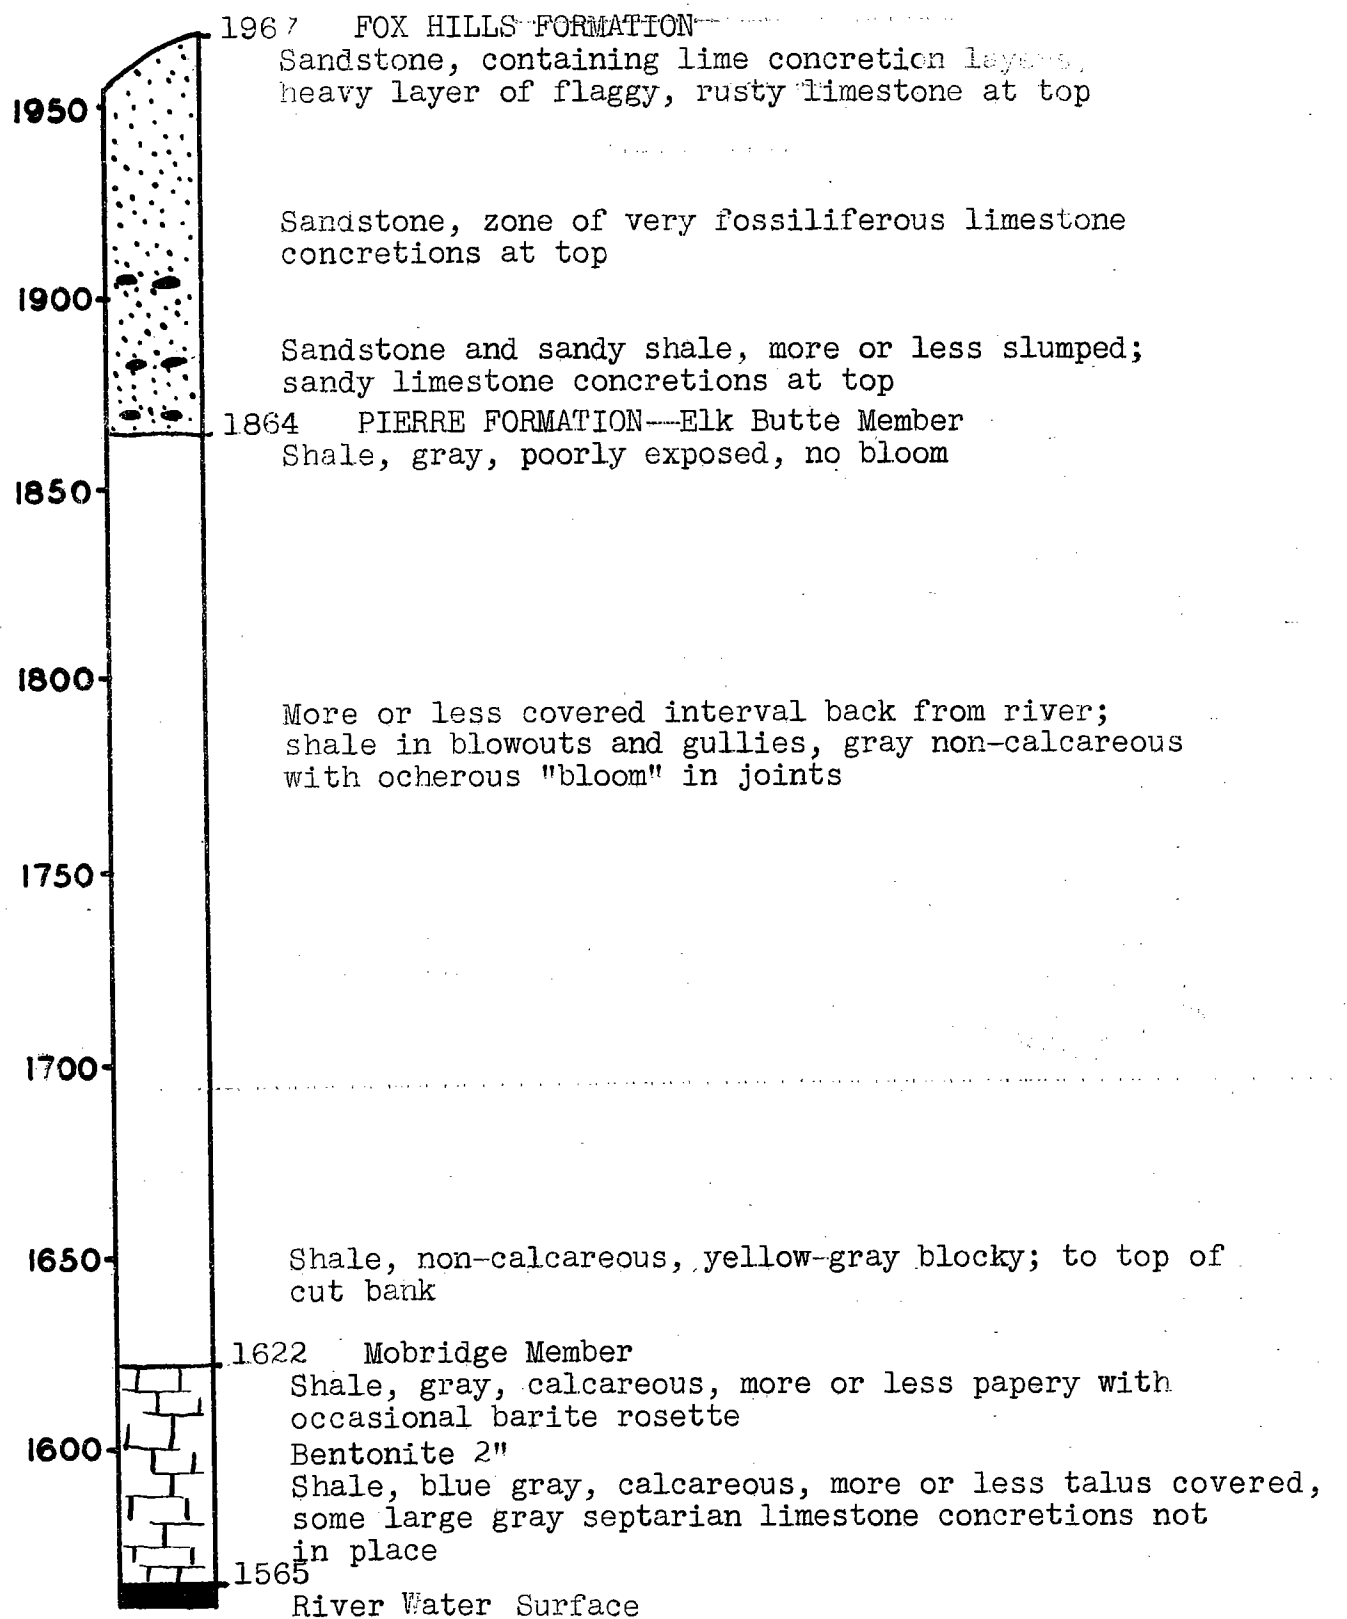 1967 FOX HILLS FORMATION
Sandstone, containing lime concretion layers,
heavy layer of flaggy, rusty limestone at top
1950
Sandstone, zone of very fossiliferous limestone
concretions at top
1900
Sandstone and sandy shale, more or less slumped;
sandy limestone concretions at top
1864 PIERRE FORMATION--Elk Butte Member
Shale, gray, poorly exposed, no bloom
1850
1800
More or less covered interval back from river;
shale in blowouts and gullies, gray non-calcareous
with ocherous "bloom" in joints
1750
1700
1650
Shale, non-calcareous, yellow-gray blocky; to top of
cut bank
1622 Mobridge Member
Shale, gray, calcareous, more or less papery with
occasional barite rosette
1600
Bentonite 2"
Shale, blue gray, calcareous, more or less talus covered,
some large gray septarian limestone concretions not
in place
1565
River Water Surface